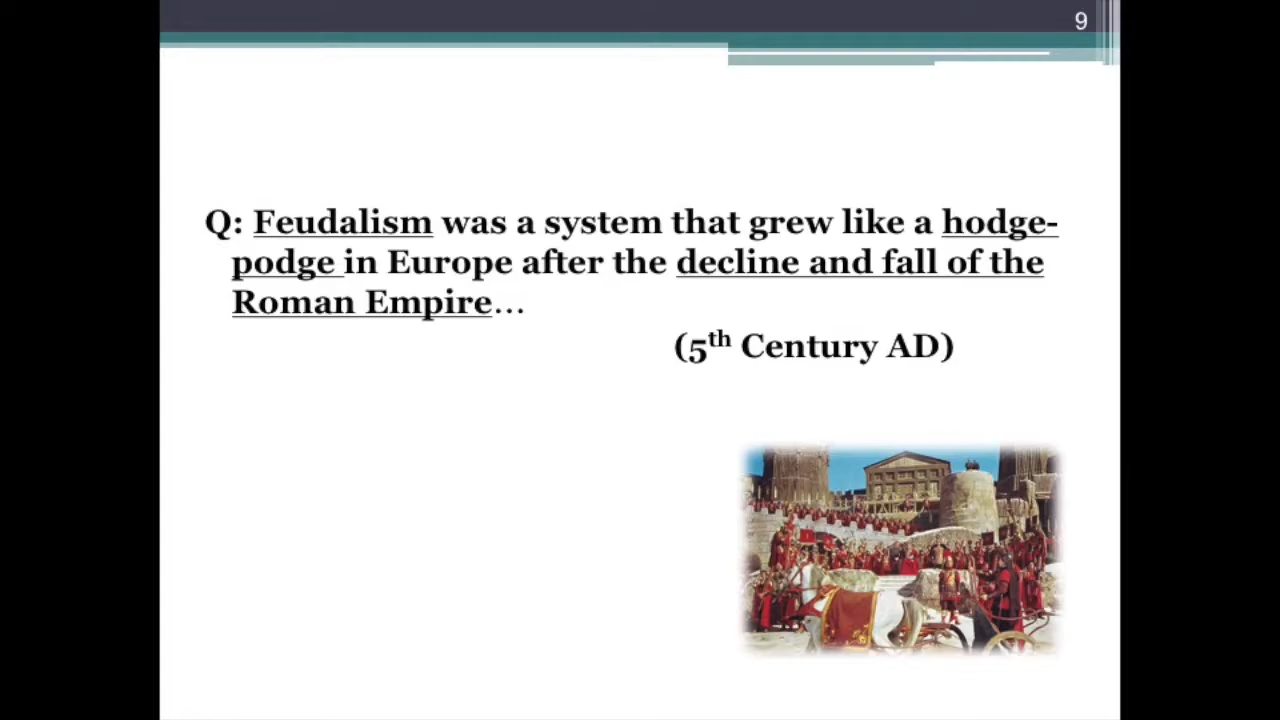 9
Q: Feudalism was a system that grew like a hodge-
podge in Europe after the decline and fall of the
Roman Empire…
(5th Century AD)